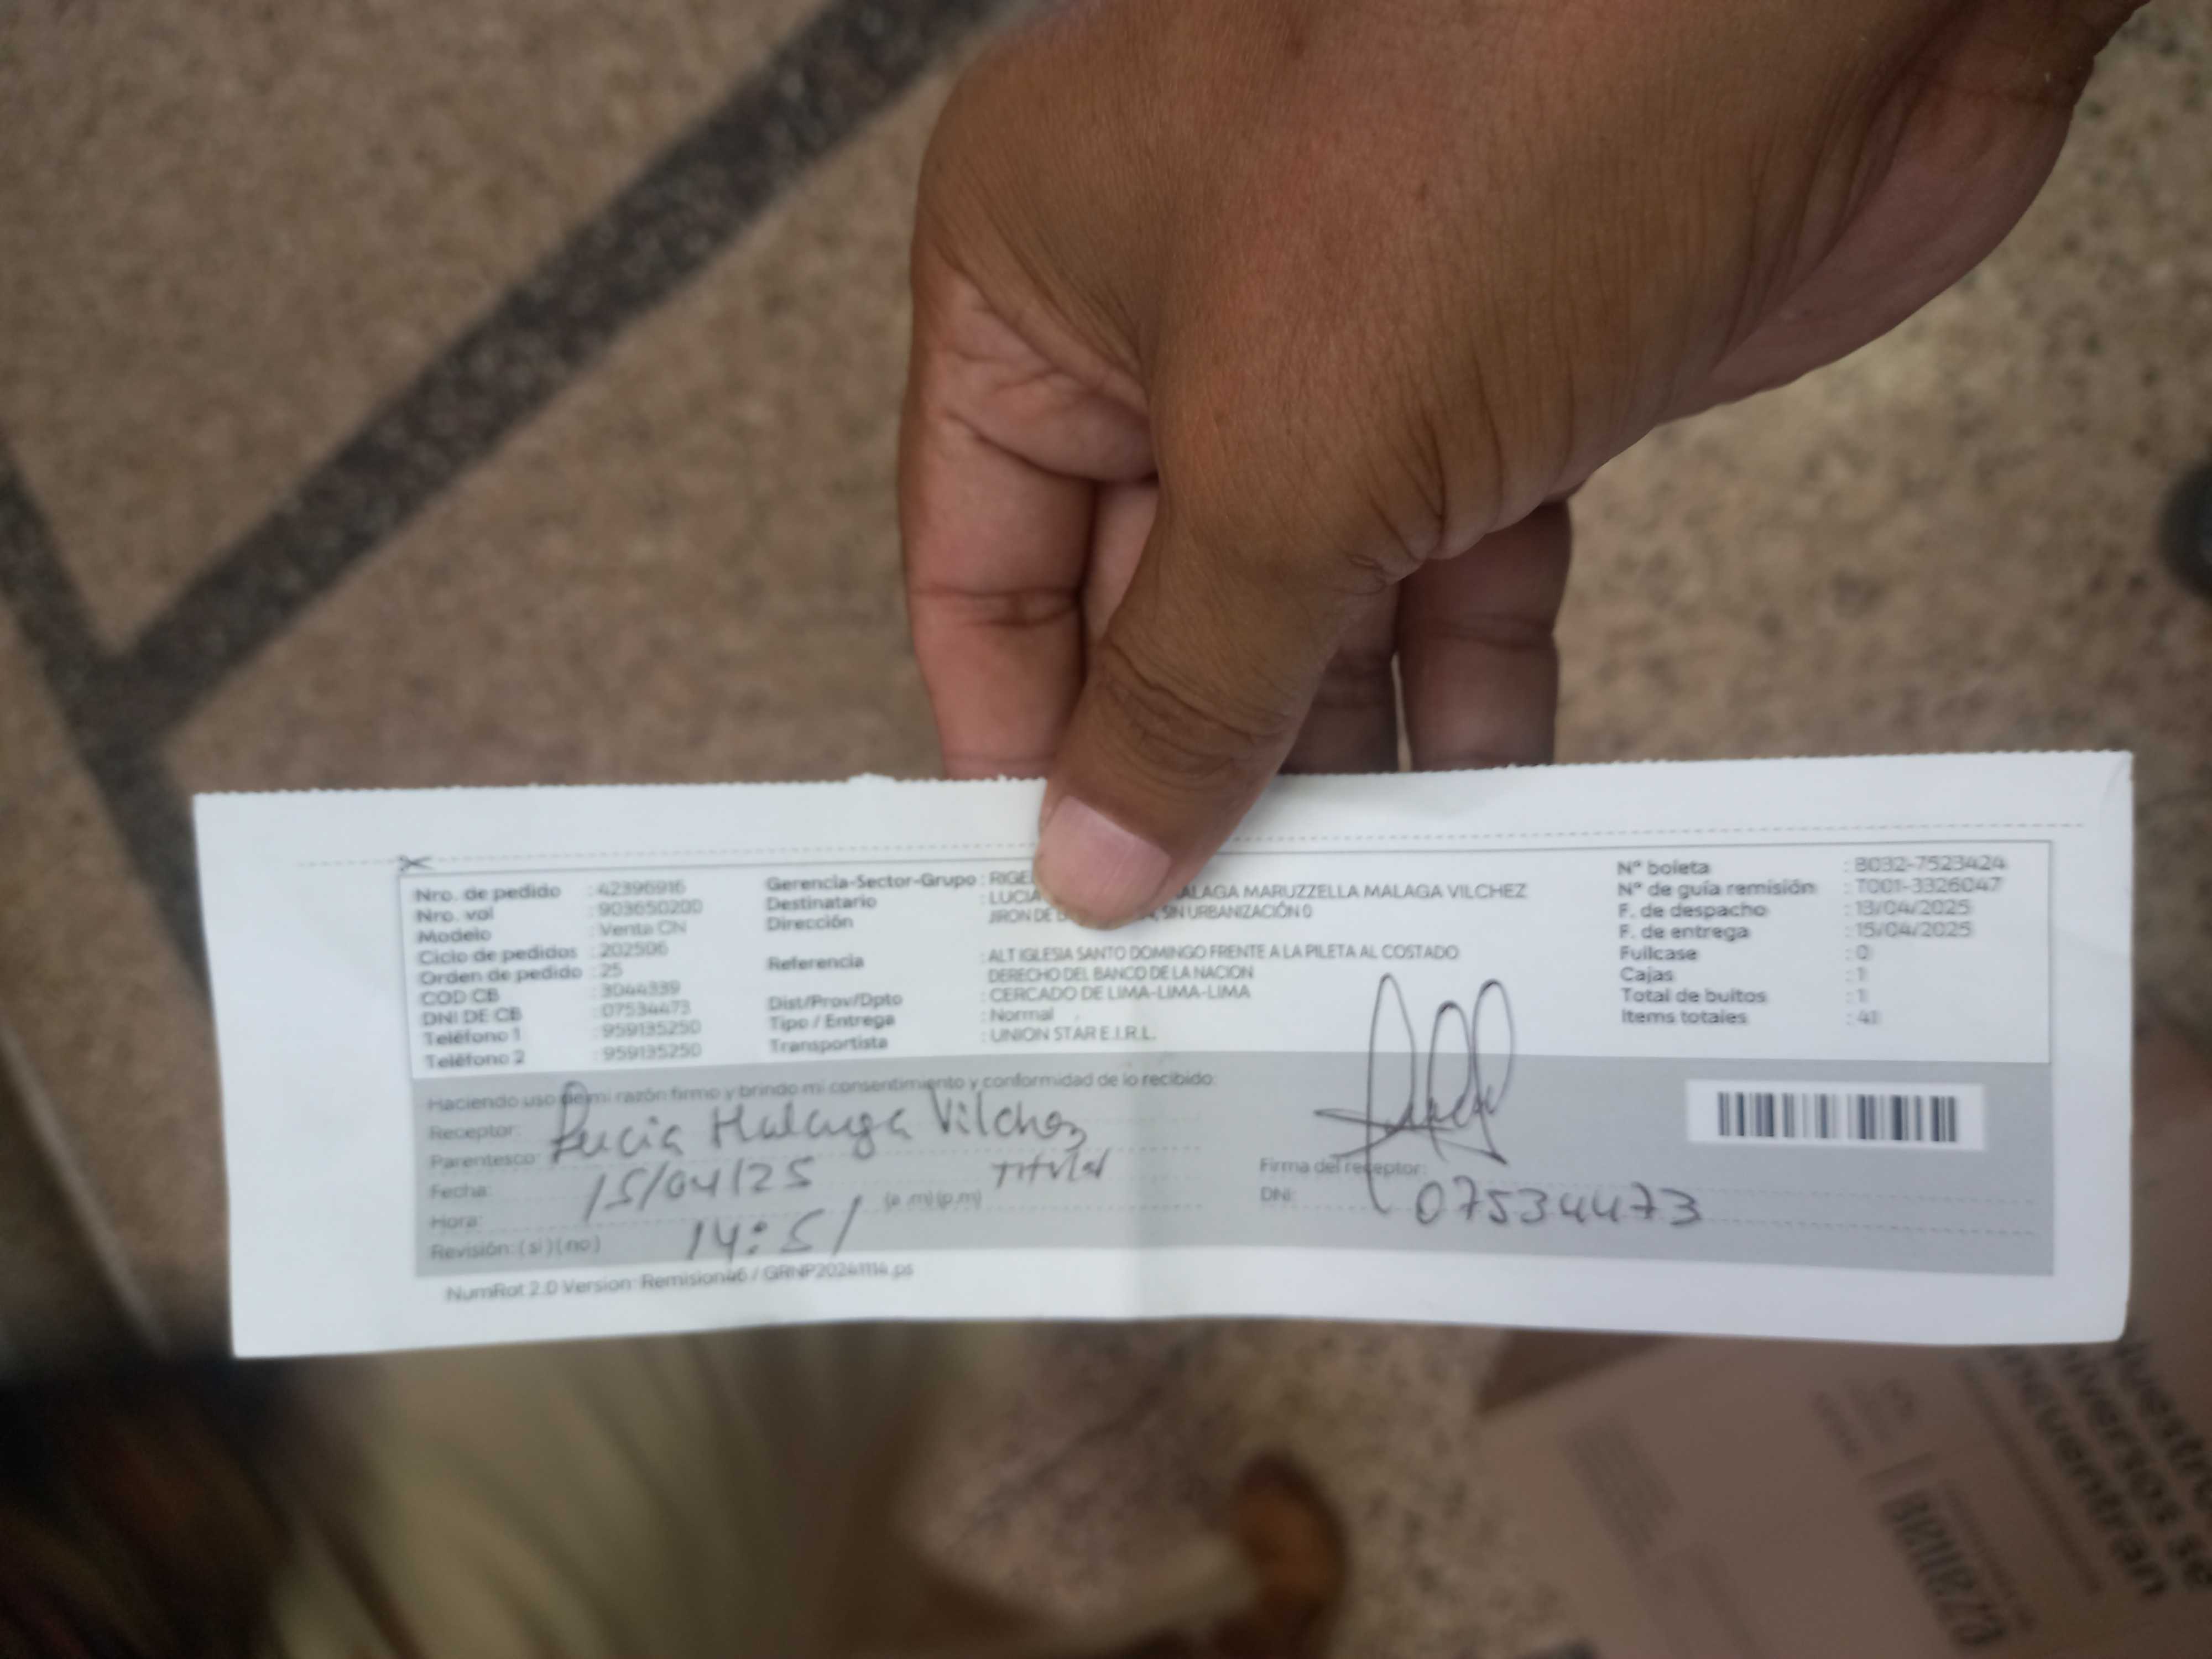 Nro. de pedido : 42396916
Nro. vol : 903650200
Modelo : Venta CN
Ciclo de pedidos : 202506
Orden de pedido : 25
COD CB : 3044339
DNI DE CB : 07534473
Teléfono 1 : 959135250
Teléfono 2 : 959135250
Gerencia-Sector-Grupo :
Destinatario : LUCIA MARUZZELLA MALAGA VILCHEZ
Dirección : JIRON DE SIN URBANIZACIÓN 0
Referencia : ALT IGLESIA SANTO DOMINGO FRENTE A LA PILETA AL COSTADO
DERECHO DEL BANCO DE LA NACION
Dist/Prov/Dpto : CERCADO DE LIMA-LIMA-LIMA
Tipo / Entrega : Normal
Transportista : UNION STAR E.I.R.L.
N° boleta : B032-7523424
N° de guía remisión : T001-3326047
F. de despacho : 13/04/2025
F. de entrega : 15/04/2025
Fullcase : 0
Cajas : 1
Total de bultos : 1
Items totales : 41
Haciendo uso de mi razón firmo y brindo mi consentimiento y conformidad de lo recibido:
Receptor: Lucia Malaga Vilchez
Parentesco: Titular
Fecha: 15/04/25
Hora: 14:51 (a.m) (p.m)
Revisión: ( si ) ( no )
Firma del receptor:
DNI: 07534473
NumRot 2.0 Version: Remision46 / GRNP20241114.ps
se